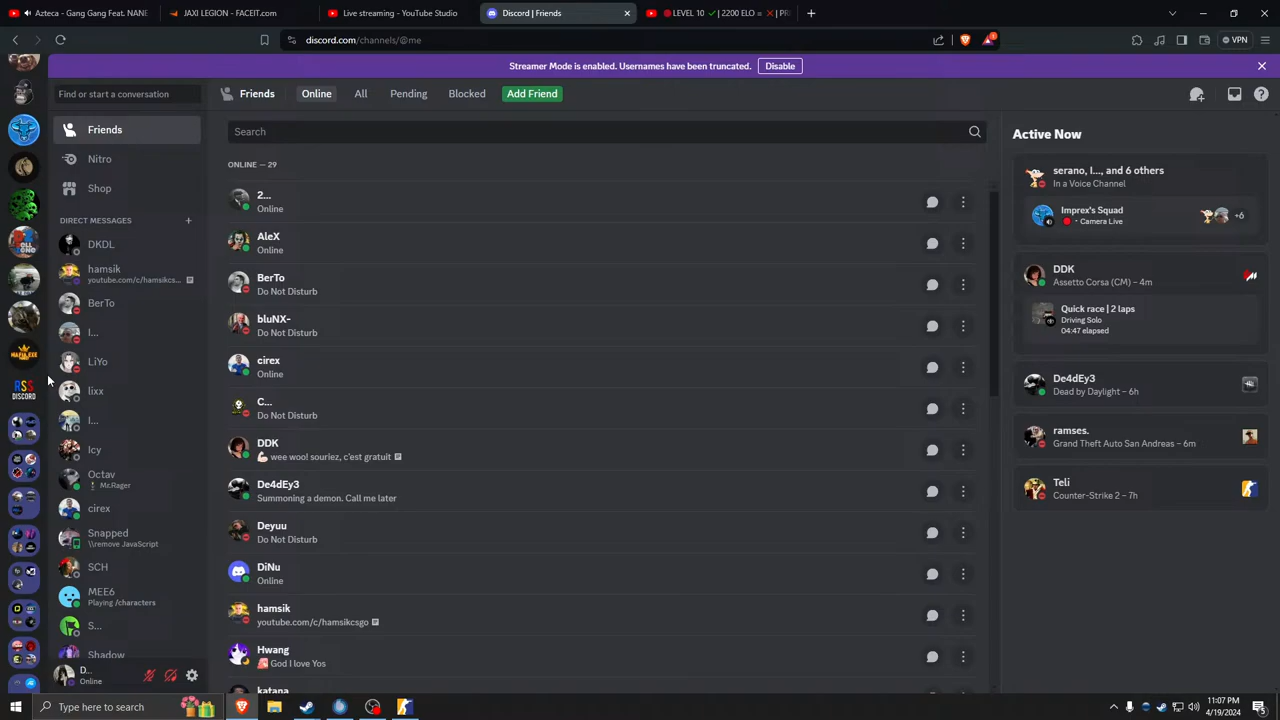 Azteca - Gang Gang Feat. NANE
JAXI LEGION - FACEIT.com
Live streaming - YouTube Studio
Discord | Friends
LEVEL 10 ✓ | 2200 ELO = ✗ | PR
discord.com/channels/@me
VPN
Streamer Mode is enabled. Usernames have been truncated.
Disable
Find or start a conversation
Friends
Online
All
Pending
Blocked
Add Friend
Friends
Nitro
Shop
DIRECT MESSAGES
DKDL
hamsik
youtube.com/c/hamsikcs...
BerTo
I...
LiYo
lixx
I...
Icy
Octav
Mr.Rager
cirex
Snapped
\\remove JavaScript
SCH
MEE6
Playing /characters
S...
Shadow
D...
Online
MAFIA.EXE
RS$
DISCORD
Search
ONLINE — 29
2...
Online
AleX
Online
BerTo
Do Not Disturb
bluNX-
Do Not Disturb
cirex
Online
C...
Do Not Disturb
DDK
💪 wee woo! souriez, c'est gratuit
De4dEy3
Summoning a demon. Call me later
Deyuu
Do Not Disturb
DiNu
Online
hamsik
youtube.com/c/hamsikcsgo
Hwang
God I love Yos
katana
Active Now
serano, I..., and 6 others
In a Voice Channel
Imprex's Squad
• Camera Live
+6
DDK
Assetto Corsa (CM) – 4m
Quick race | 2 laps
Driving Solo
04:47 elapsed
De4dEy3
Dead by Daylight – 6h
ramses.
Grand Theft Auto San Andreas – 6m
Teli
Counter-Strike 2 – 7h
Type here to search
11:07 PM
4/19/2024